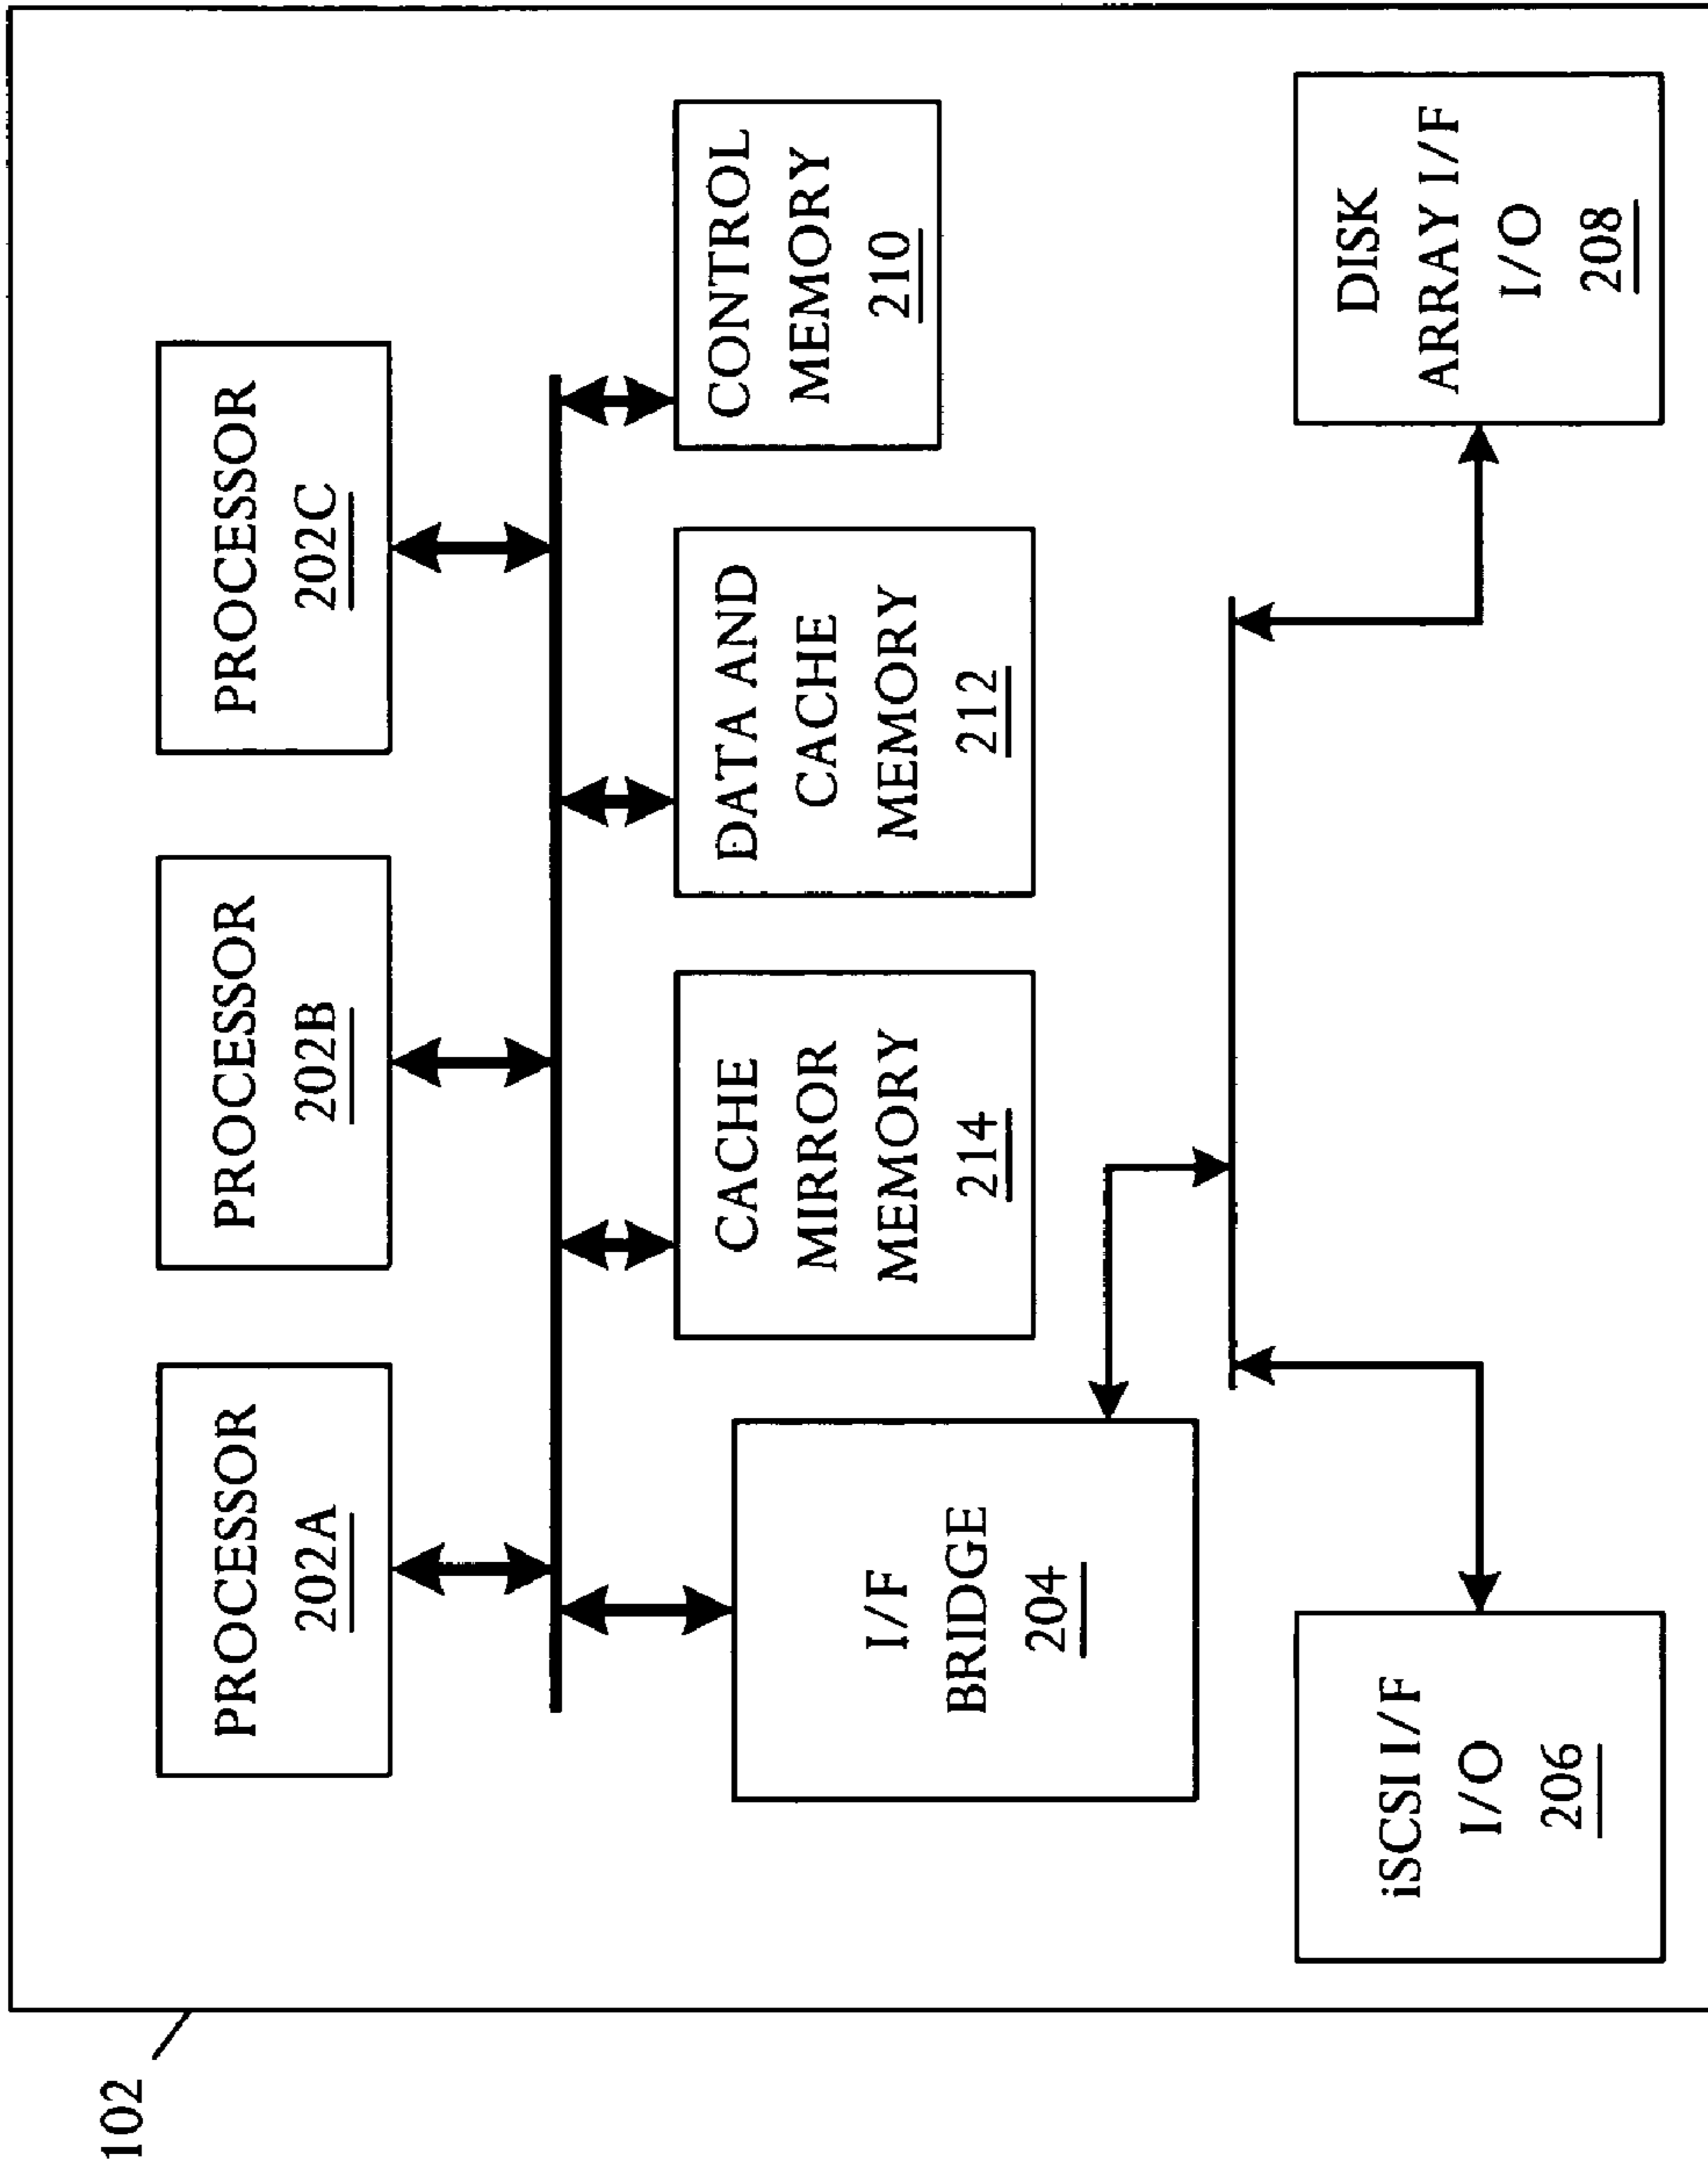 102
PROCESSOR
202A
PROCESSOR
202B
PROCESSOR
202C
I/F
BRIDGE
204
CACHE
MIRROR
MEMORY
214
DATA AND
CACHE
MEMORY
212
CONTROL
MEMORY
210
iSCSI I/F
I/O
206
DISK
ARRAY I/F
I/O
208